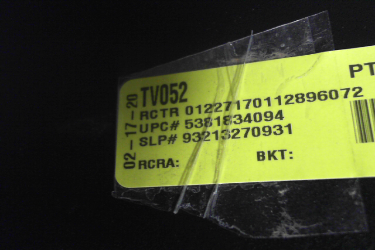 02-17-20
TV052
PT
RCTR 01227170112896072
UPC# 5381834094
SLP# 93213270931
RCRA:
BKT: